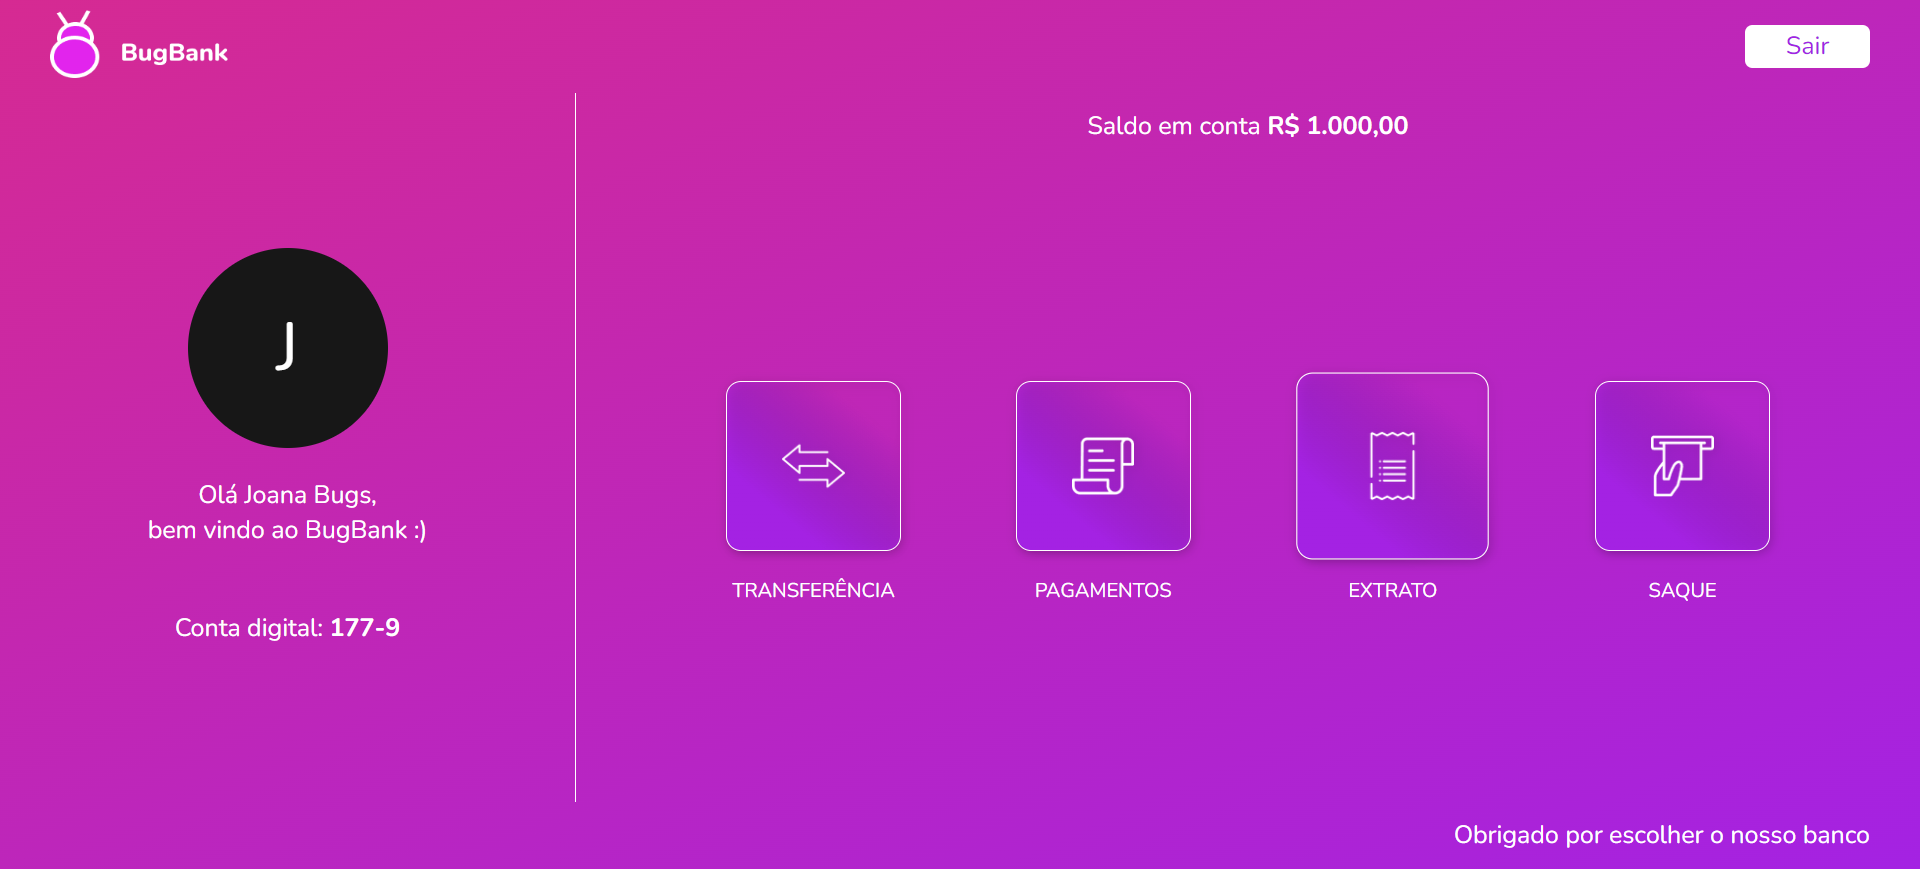 BugBank
Sair
Saldo em conta R$ 1.000,00
J
Olá Joana Bugs,
bem vindo ao BugBank :)
Conta digital: 177-9
TRANSFERÊNCIA
PAGAMENTOS
EXTRATO
SAQUE
Obrigado por escolher o nosso banco